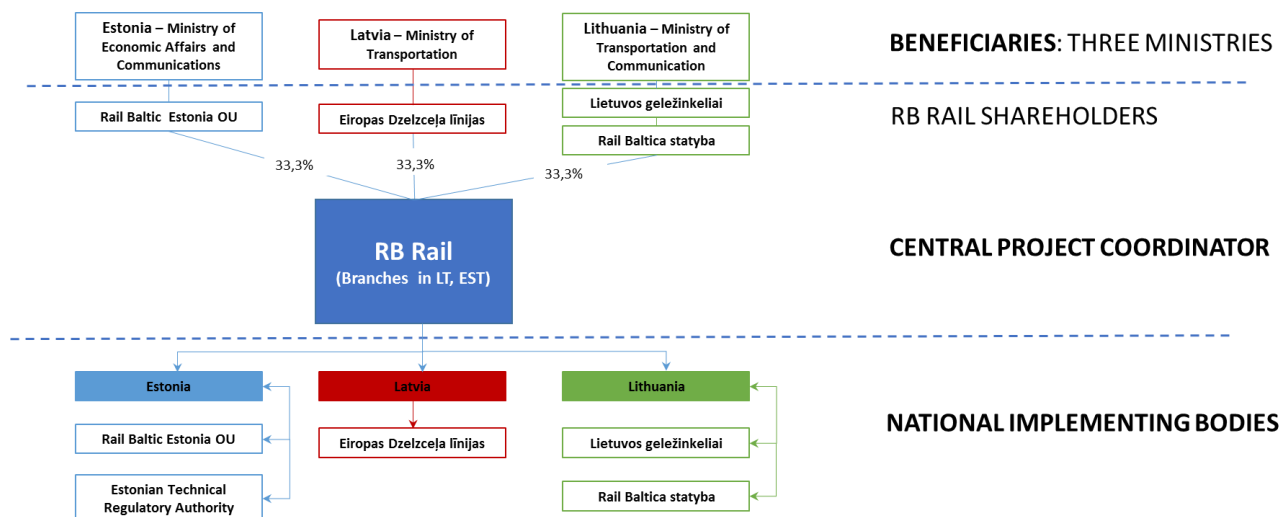 Estonia – Ministry of
Economic Affairs and
Communications
Latvia – Ministry of
Transportation
Lithuania – Ministry of
Transportation and
Communication
BENEFICIARIES: THREE MINISTRIES
Rail Baltic Estonia OU
Eiropas Dzelzceļa līnijas
Lietuvos geležinkeliai
Rail Baltica statyba
RB RAIL SHAREHOLDERS
33,3%
33,3%
33,3%
RB Rail
(Branches in LT, EST)
CENTRAL PROJECT COORDINATOR
Estonia
Latvia
Lithuania
Rail Baltic Estonia OU
Eiropas Dzelzceļa līnijas
Lietuvos geležinkeliai
NATIONAL IMPLEMENTING BODIES
Estonian Technical
Regulatory Authority
Rail Baltica statyba